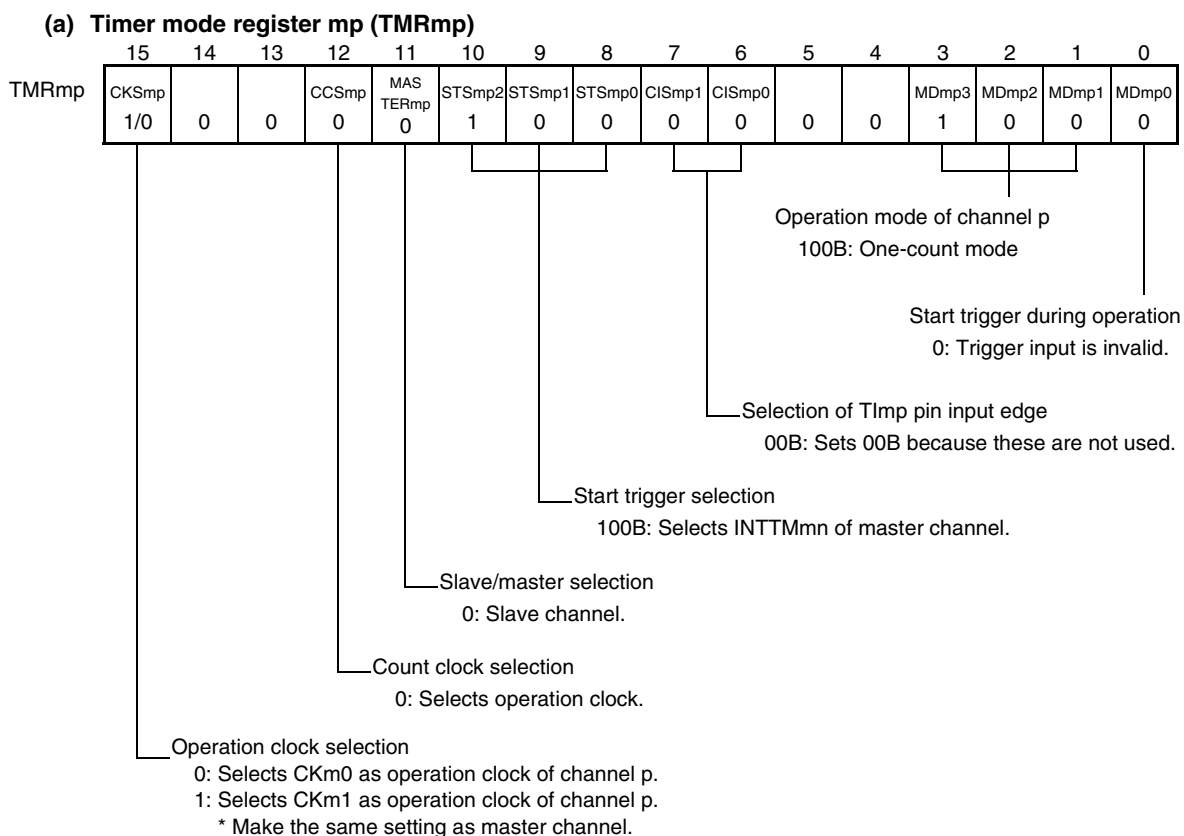 (a) Timer mode register mp (TMRmp)
15 14 13 12 11 10 9 8 7 6 5 4 3 2 1 0
TMRmp CKSmp CCSmp MAS TERmp STSmp2 STSmp1 STSmp0 CISmp1 CISmp0 MDmp3 MDmp2 MDmp1 MDmp0
1/0 0 0 0 0 1 0 0 0 0 0 0 1 0 0 0
Operation mode of channel p
100B: One-count mode
Start trigger during operation
0: Trigger input is invalid.
Selection of TImp pin input edge
00B: Sets 00B because these are not used.
Start trigger selection
100B: Selects INTTMmn of master channel.
Slave/master selection
0: Slave channel.
Count clock selection
0: Selects operation clock.
Operation clock selection
0: Selects CKm0 as operation clock of channel p.
1: Selects CKm1 as operation clock of channel p.
* Make the same setting as master channel.